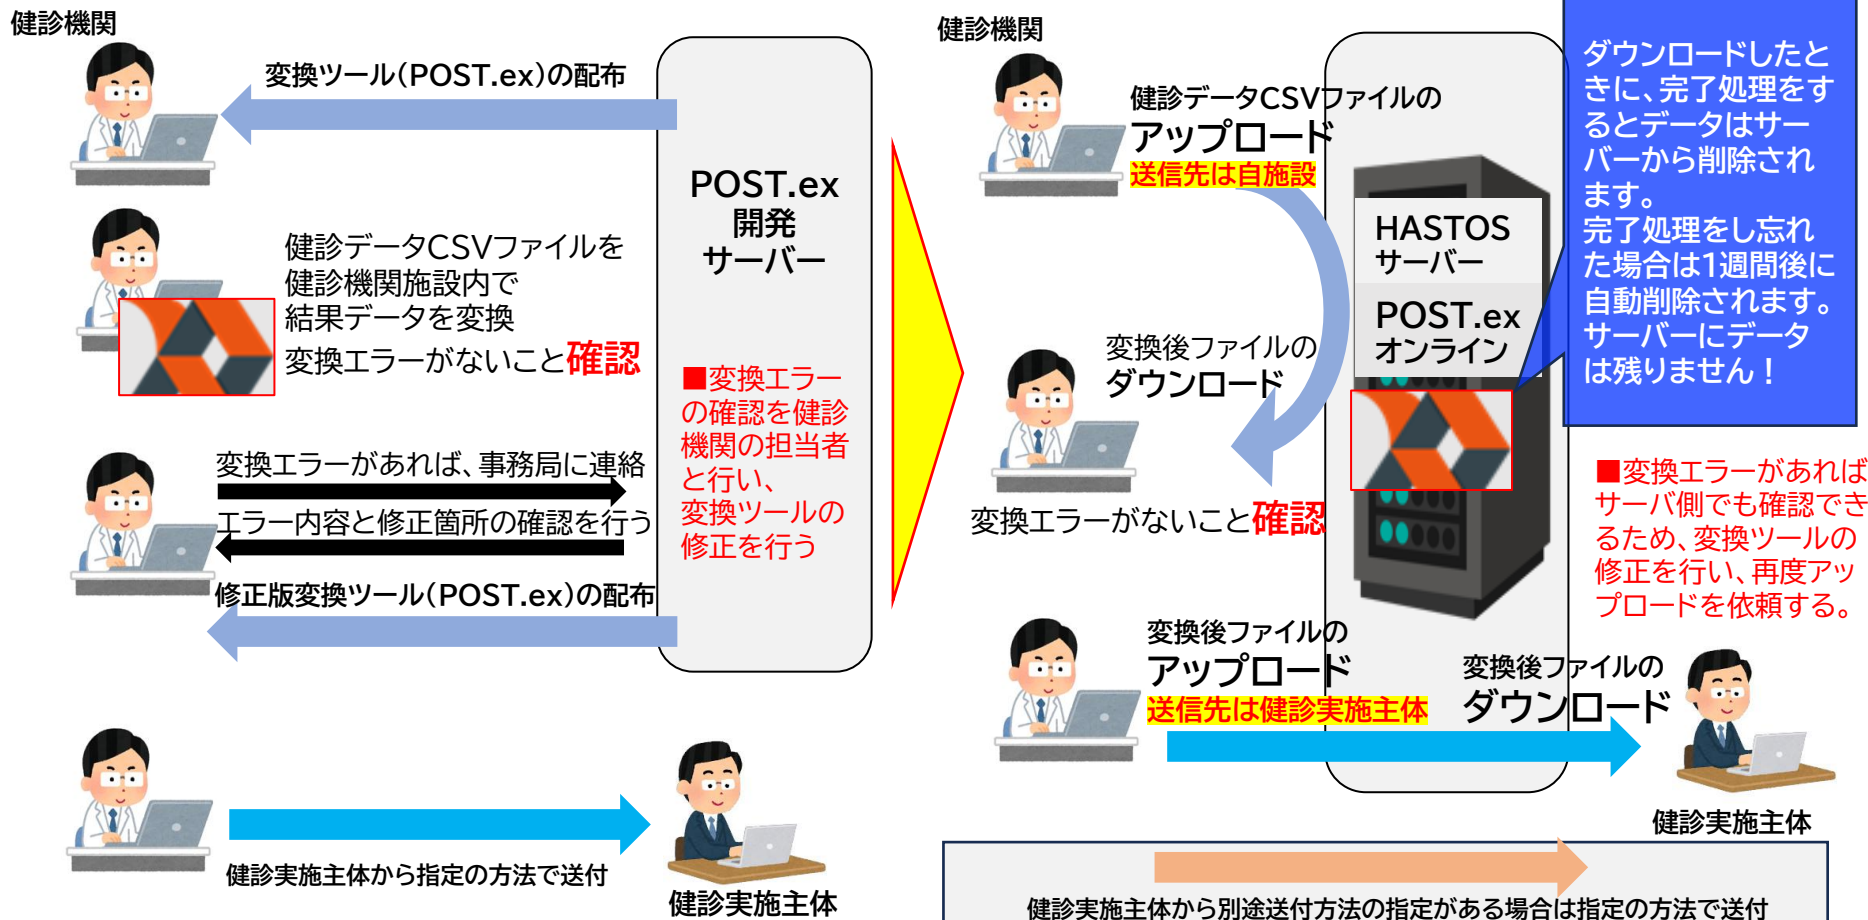 健診機関
変換ツール(POST.ex)の配布
健診データCSVファイルを
健診機関施設内で
結果データを変換
変換エラーがないこと確認
変換エラーがあれば、事務局に連絡
エラー内容と修正箇所の確認を行う
修正版変換ツール(POST.ex)の配布
POST.ex
開発
サーバー
■変換エラー
の確認を健診
機関の担当者
と行い、
変換ツールの
修正を行う
健診実施主体から指定の方法で送付
健診実施主体
健診機関
健診データCSVファイルの
アップロード
送信先は自施設
HASTOS
サーバー
POST.ex
オンライン
変換後ファイルの
ダウンロード
変換エラーがないこと確認
ダウンロードしたと
きに、完了処理をす
るとデータはサー
バーから削除され
ます。
完了処理をし忘れ
た場合は1週間後に
自動削除されます。
サーバーにデータ
は残りません！
■変換エラーがあれば
サーバ側でも確認でき
るため、変換ツールの
修正を行い、再度アッ
プロードを依頼する。
変換後ファイルの
アップロード
送信先は健診実施主体
変換後ファイルの
ダウンロード
健診実施主体
健診実施主体から別途送付方法の指定がある場合は指定の方法で送付